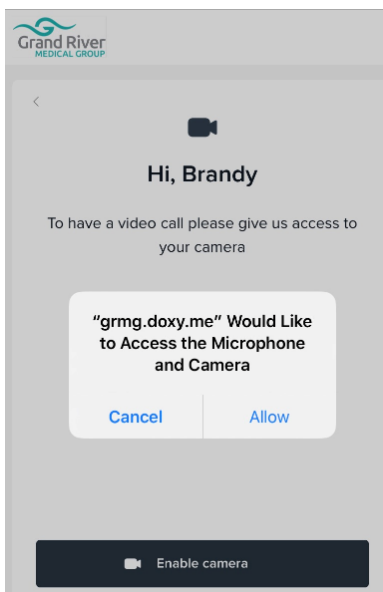 Grand River
MEDICAL GROUP
Hi, Brandy
To have a video call please give us access to
your camera
“grmg.doxy.me” Would Like
to Access the Microphone
and Camera
Cancel Allow
Enable camera